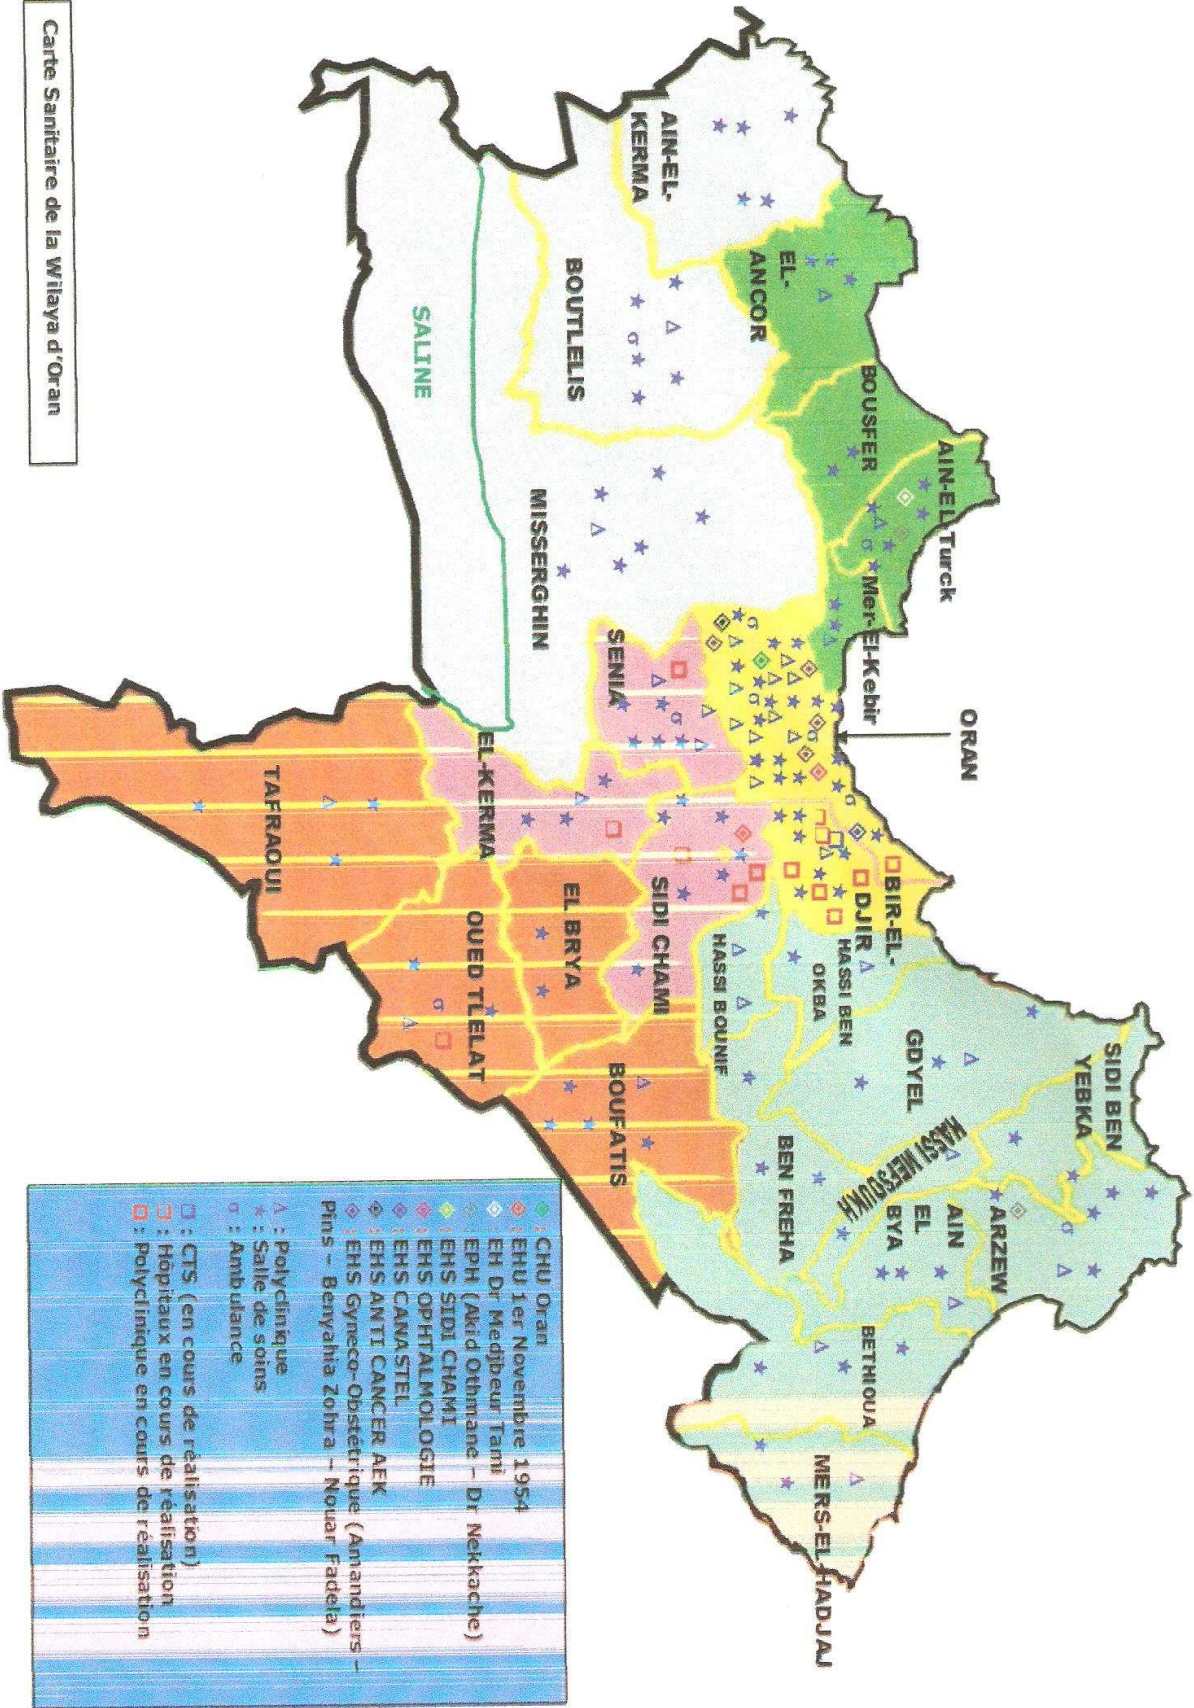 Carte Sanitaire de la Wilaya d'Oran
ORAN
AIN-EL-Turck
Mer-El-Kebir
BOUSFER
EL-
ANCOR
AIN-EL-
KERMA
BOUTLELIS
MISSERGHIN
SALINE
SENIA
EL-KERMA
SIDI CHAMI
BIR-EL-
DJIR
HASSI BEN
OKBA
HASSI BOUNIF
GDYEL
SIDI BEN
YEBKA
HASSI MEFSOUKH
ARZEW
AIN
EL
BYA
BEN FREHA
BETHIOUA
MERS-EL-HADJAJ
BOUFATIS
EL BRYA
OUED TLELAT
TAFRAOUI
: CHU Oran
: EHU 1er Novembre 1954
EH Dr Medjbeur Tami
: EPH (Akid Othmane – Dr Nekkache)
: EHS SIDI CHAMI
: EHS OPHTALMOLOGIE
: EHS CANASTEL
: EHS ANTI CANCER AEK
: EHS Gyneco-Obstétrique (Amandiers –
Pins – Benyahia Zohra – Nouar Fadela)
Δ : Polyclinique
★ : Salle de soins
σ : Ambulance
□ : CTS (en cours de réalisation)
□ : Hôpitaux en cours de réalisation
□ : Polyclinique en cours de réalisation